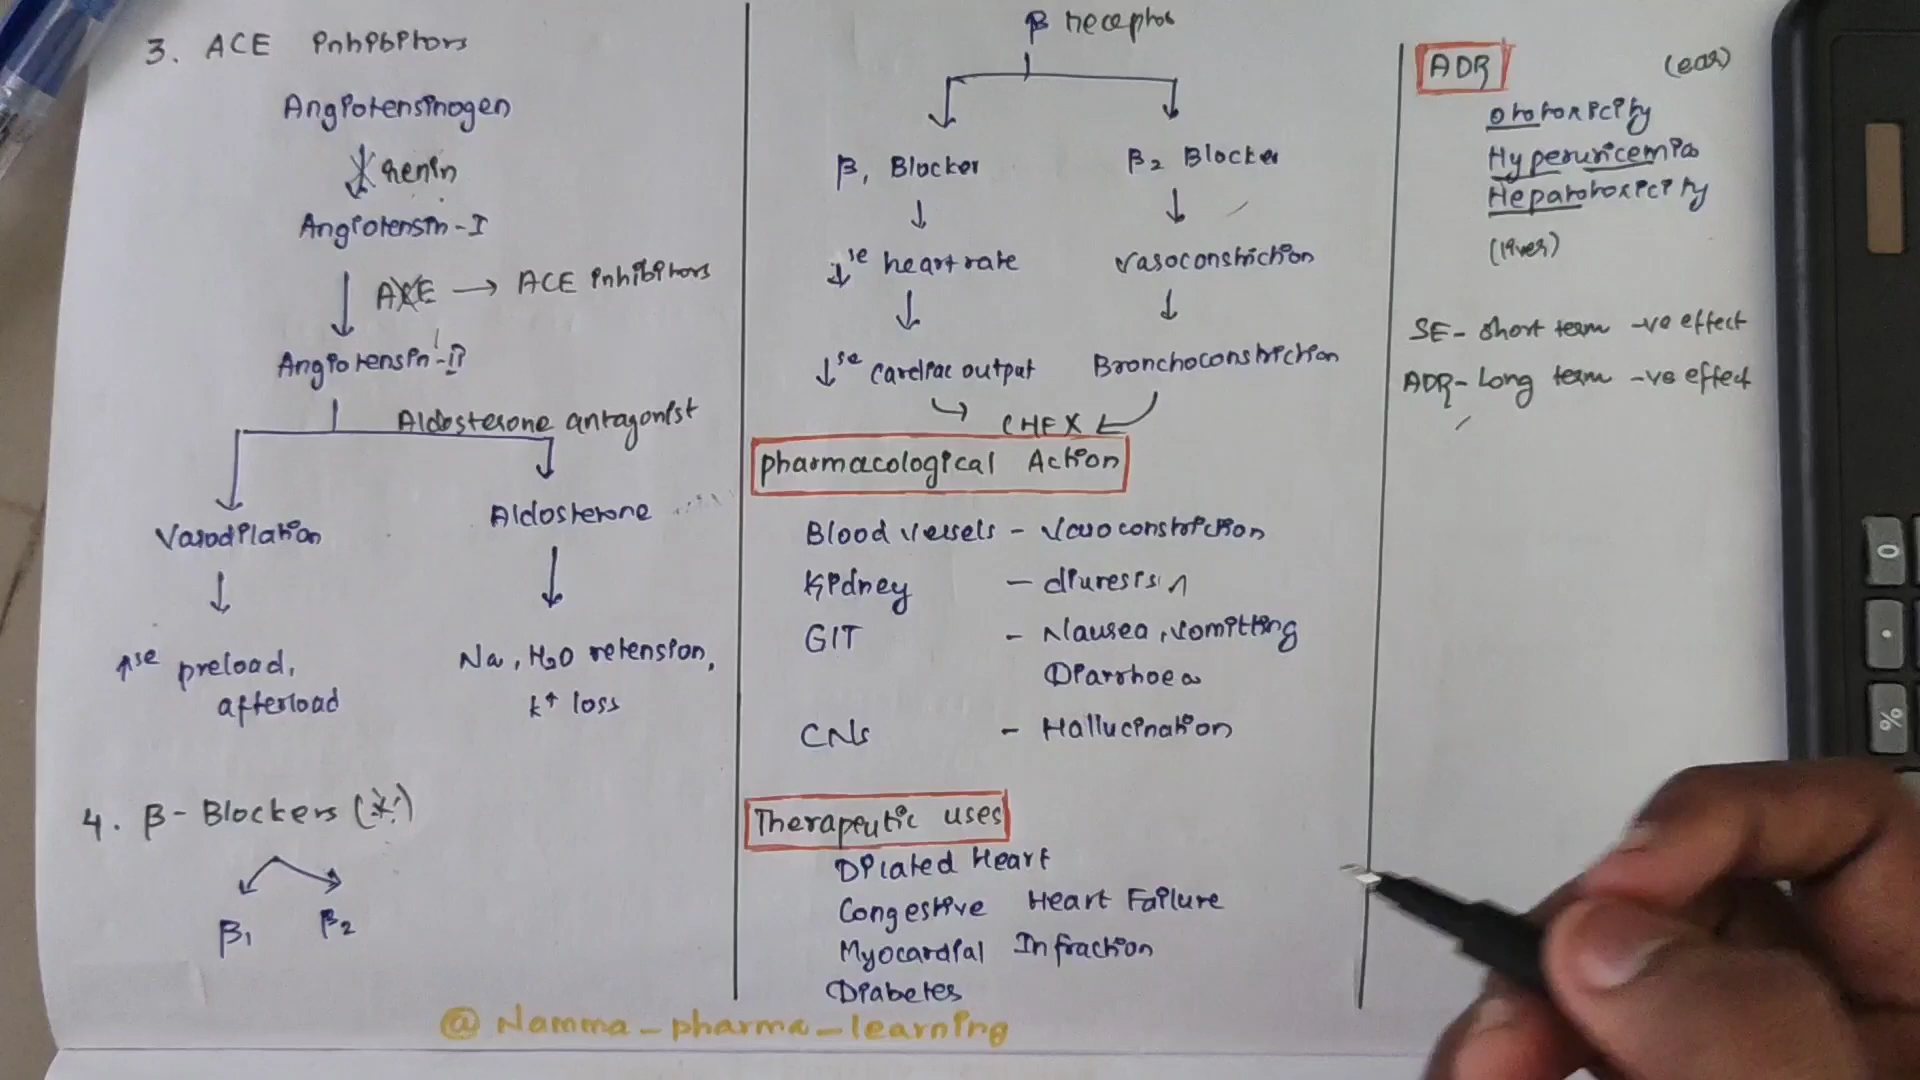 3. ACE Inhibitors
Angiotensinogen
renin
Angiotensin-I
ACE → ACE inhibitors
Angiotensin-II
Aldosterone antagonist
Vasodilation
Aldosterone
↑se preload,
afterload
Na, H2O retension,
k+ loss
4. β-Blockers (*)
β1
β2
β receptos
β1 Blocker
β2 Blocker
↓se heart rate
vasoconstriction
↓se cardiac output
Bronchoconstriction
CHF X
pharmacological Action
Blood vessels - Vasoconstriction
Kidney - diuresis
GIT - Nausea, vomitting
Diarrhoea
CNS - Hallucination
Therapeutic uses
Dilated Heart
Congestive Heart Failure
Myocardial Infraction
Diabetes
@Namma_pharma_learning
ADR
(ear)
ototoxicity
Hyperuricemia
Hepatotoxicity
(liver)
SE- short term -ve effect
ADR- Long term -ve effect
0
.
%